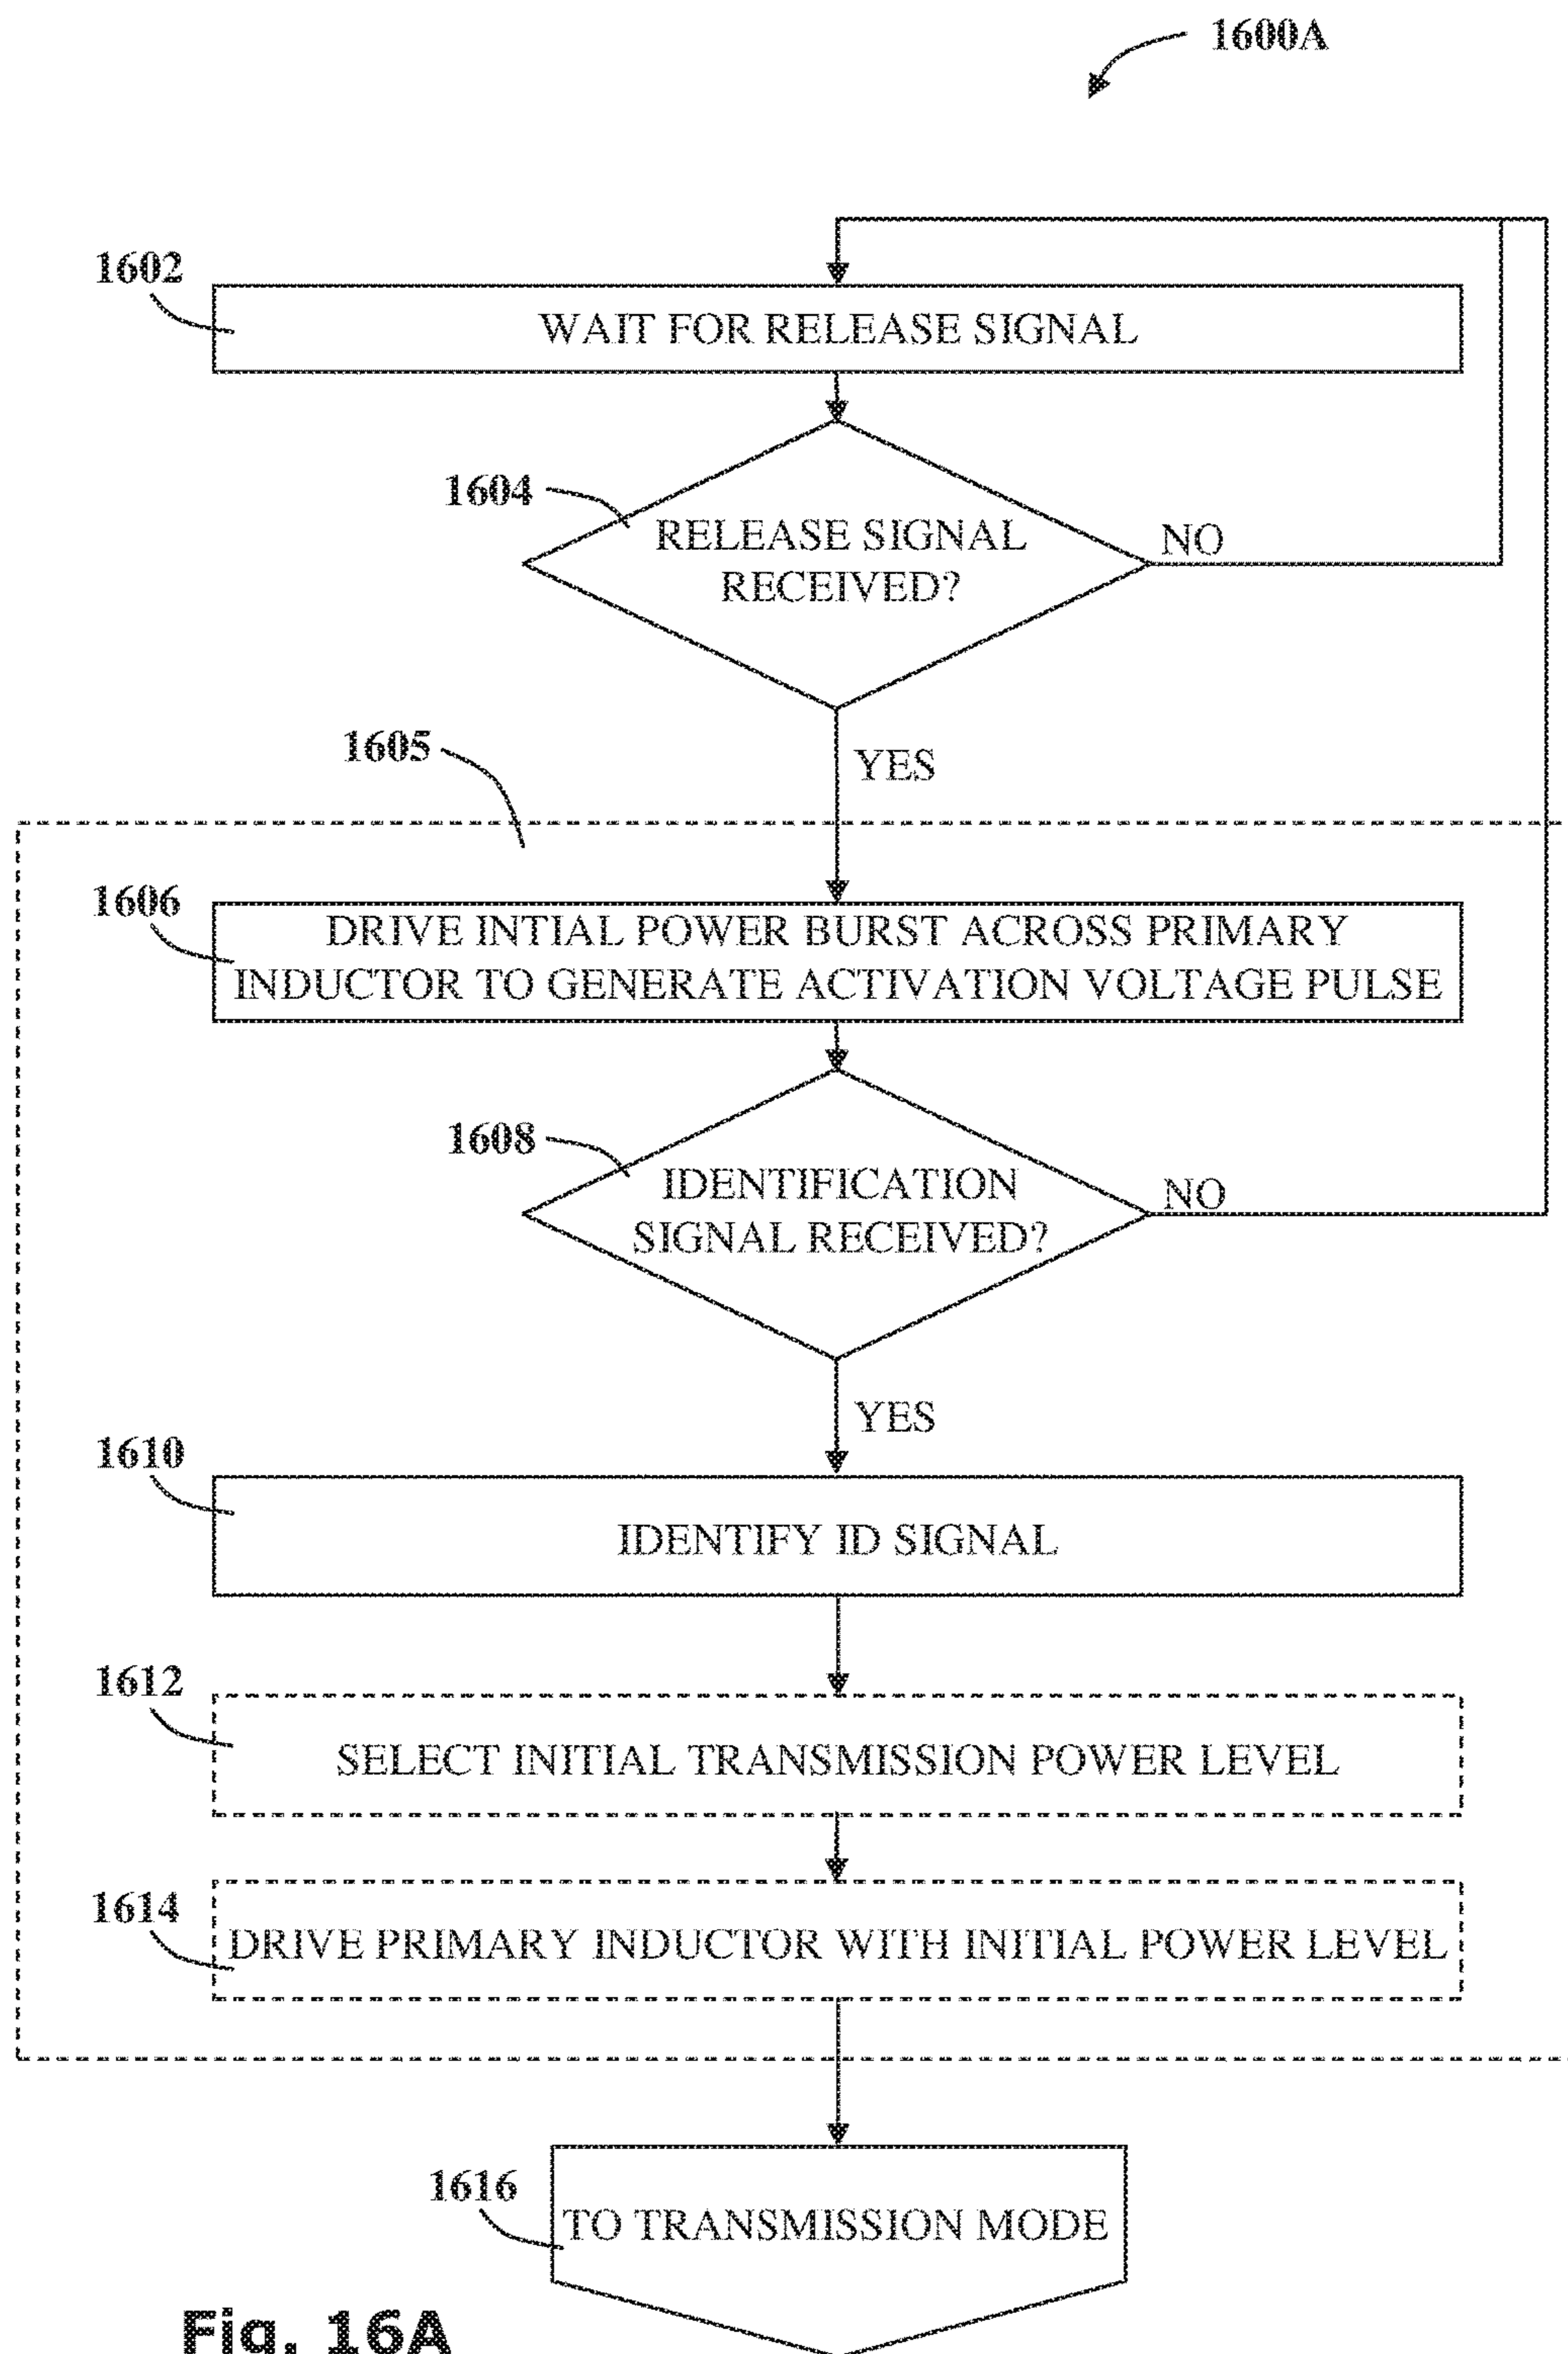 1600A
1602
WAIT FOR RELEASE SIGNAL
1604
RELEASE SIGNAL
RECEIVED?
NO
1605
YES
1606
DRIVE INTIAL POWER BURST ACROSS PRIMARY
INDUCTOR TO GENERATE ACTIVATION VOLTAGE PULSE
1608
IDENTIFICATION
SIGNAL RECEIVED?
NO
YES
1610
IDENTIFY ID SIGNAL
1612
SELECT INITIAL TRANSMISSION POWER LEVEL
1614
DRIVE PRIMARY INDUCTOR WITH INITIAL POWER LEVEL
1616
TO TRANSMISSION MODE
Fig. 16A